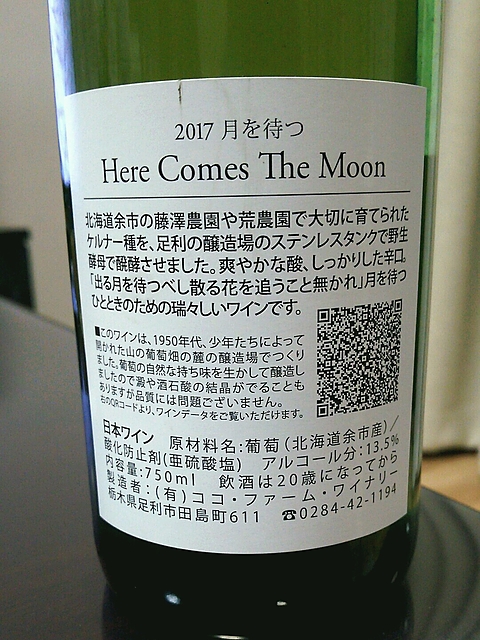 2017 月を待つ
Here Comes The Moon
北海道余市の藤澤農園や荒農園で大切に育てられた
ケルナー種を、足利の醸造場のステンレスタンクで野生
酵母で醗酵させました。爽やかな酸、しっかりした辛口。
「出る月を待つべし散る花を追うこと無かれ」月を待つ
ひとときのための瑞々しいワインです。
■このワインは、1950年代、少年たちによって
開かれた山の葡萄畑の麓の醸造場でつくり
ました。葡萄の自然な持ち味を生かして醸造し
ましたので澱や酒石酸の結晶がでることも
ありますが品質には問題ございません。
右のQRコードより、ワインデータをご覧いただけます。
日本ワイン 原材料名:葡萄(北海道余市産)/
酸化防止剤(亜硫酸塩) アルコール分:13.5%
内容量:750ml 飲酒は20歳になってから
製造者:(有)ココ・ファーム・ワイナリー
栃木県足利市田島町611 ☎0284-42-1194